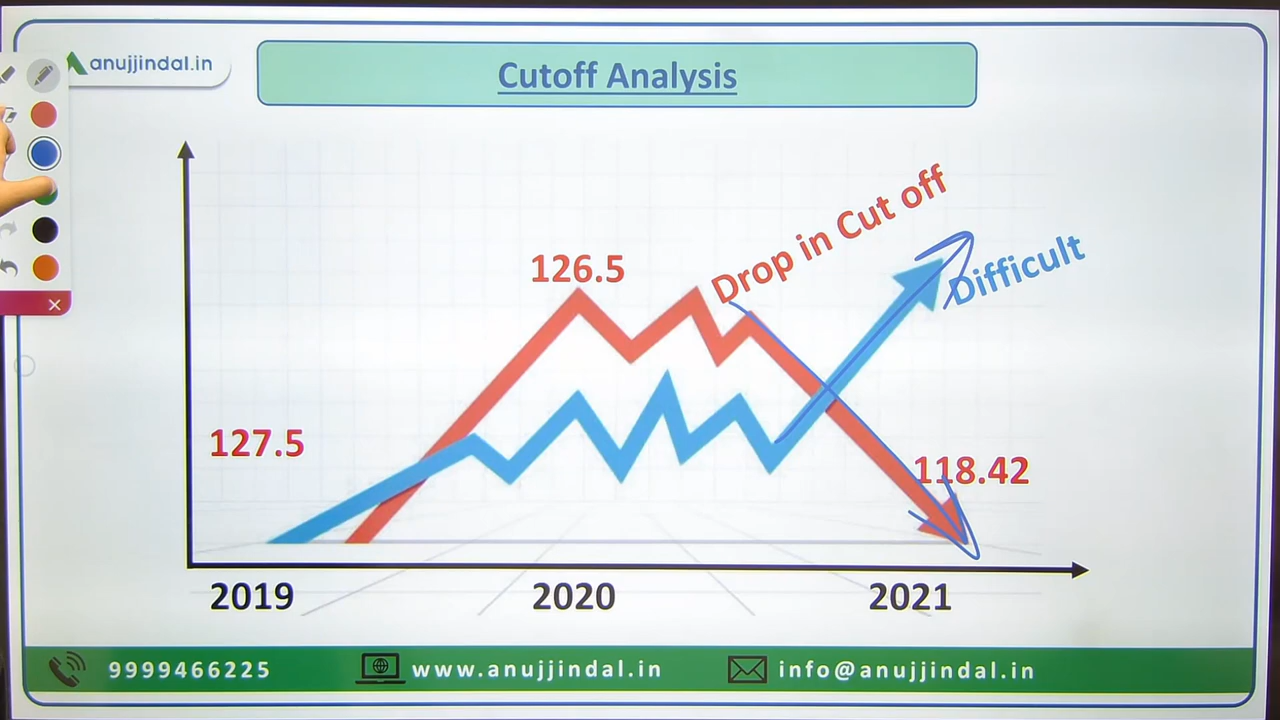 anujjindal.in
Cutoff Analysis
Drop in Cut off
126.5
Difficult
127.5
118.42
2019 2020 2021
9999466225 www.anujjindal.in info@anujjindal.in